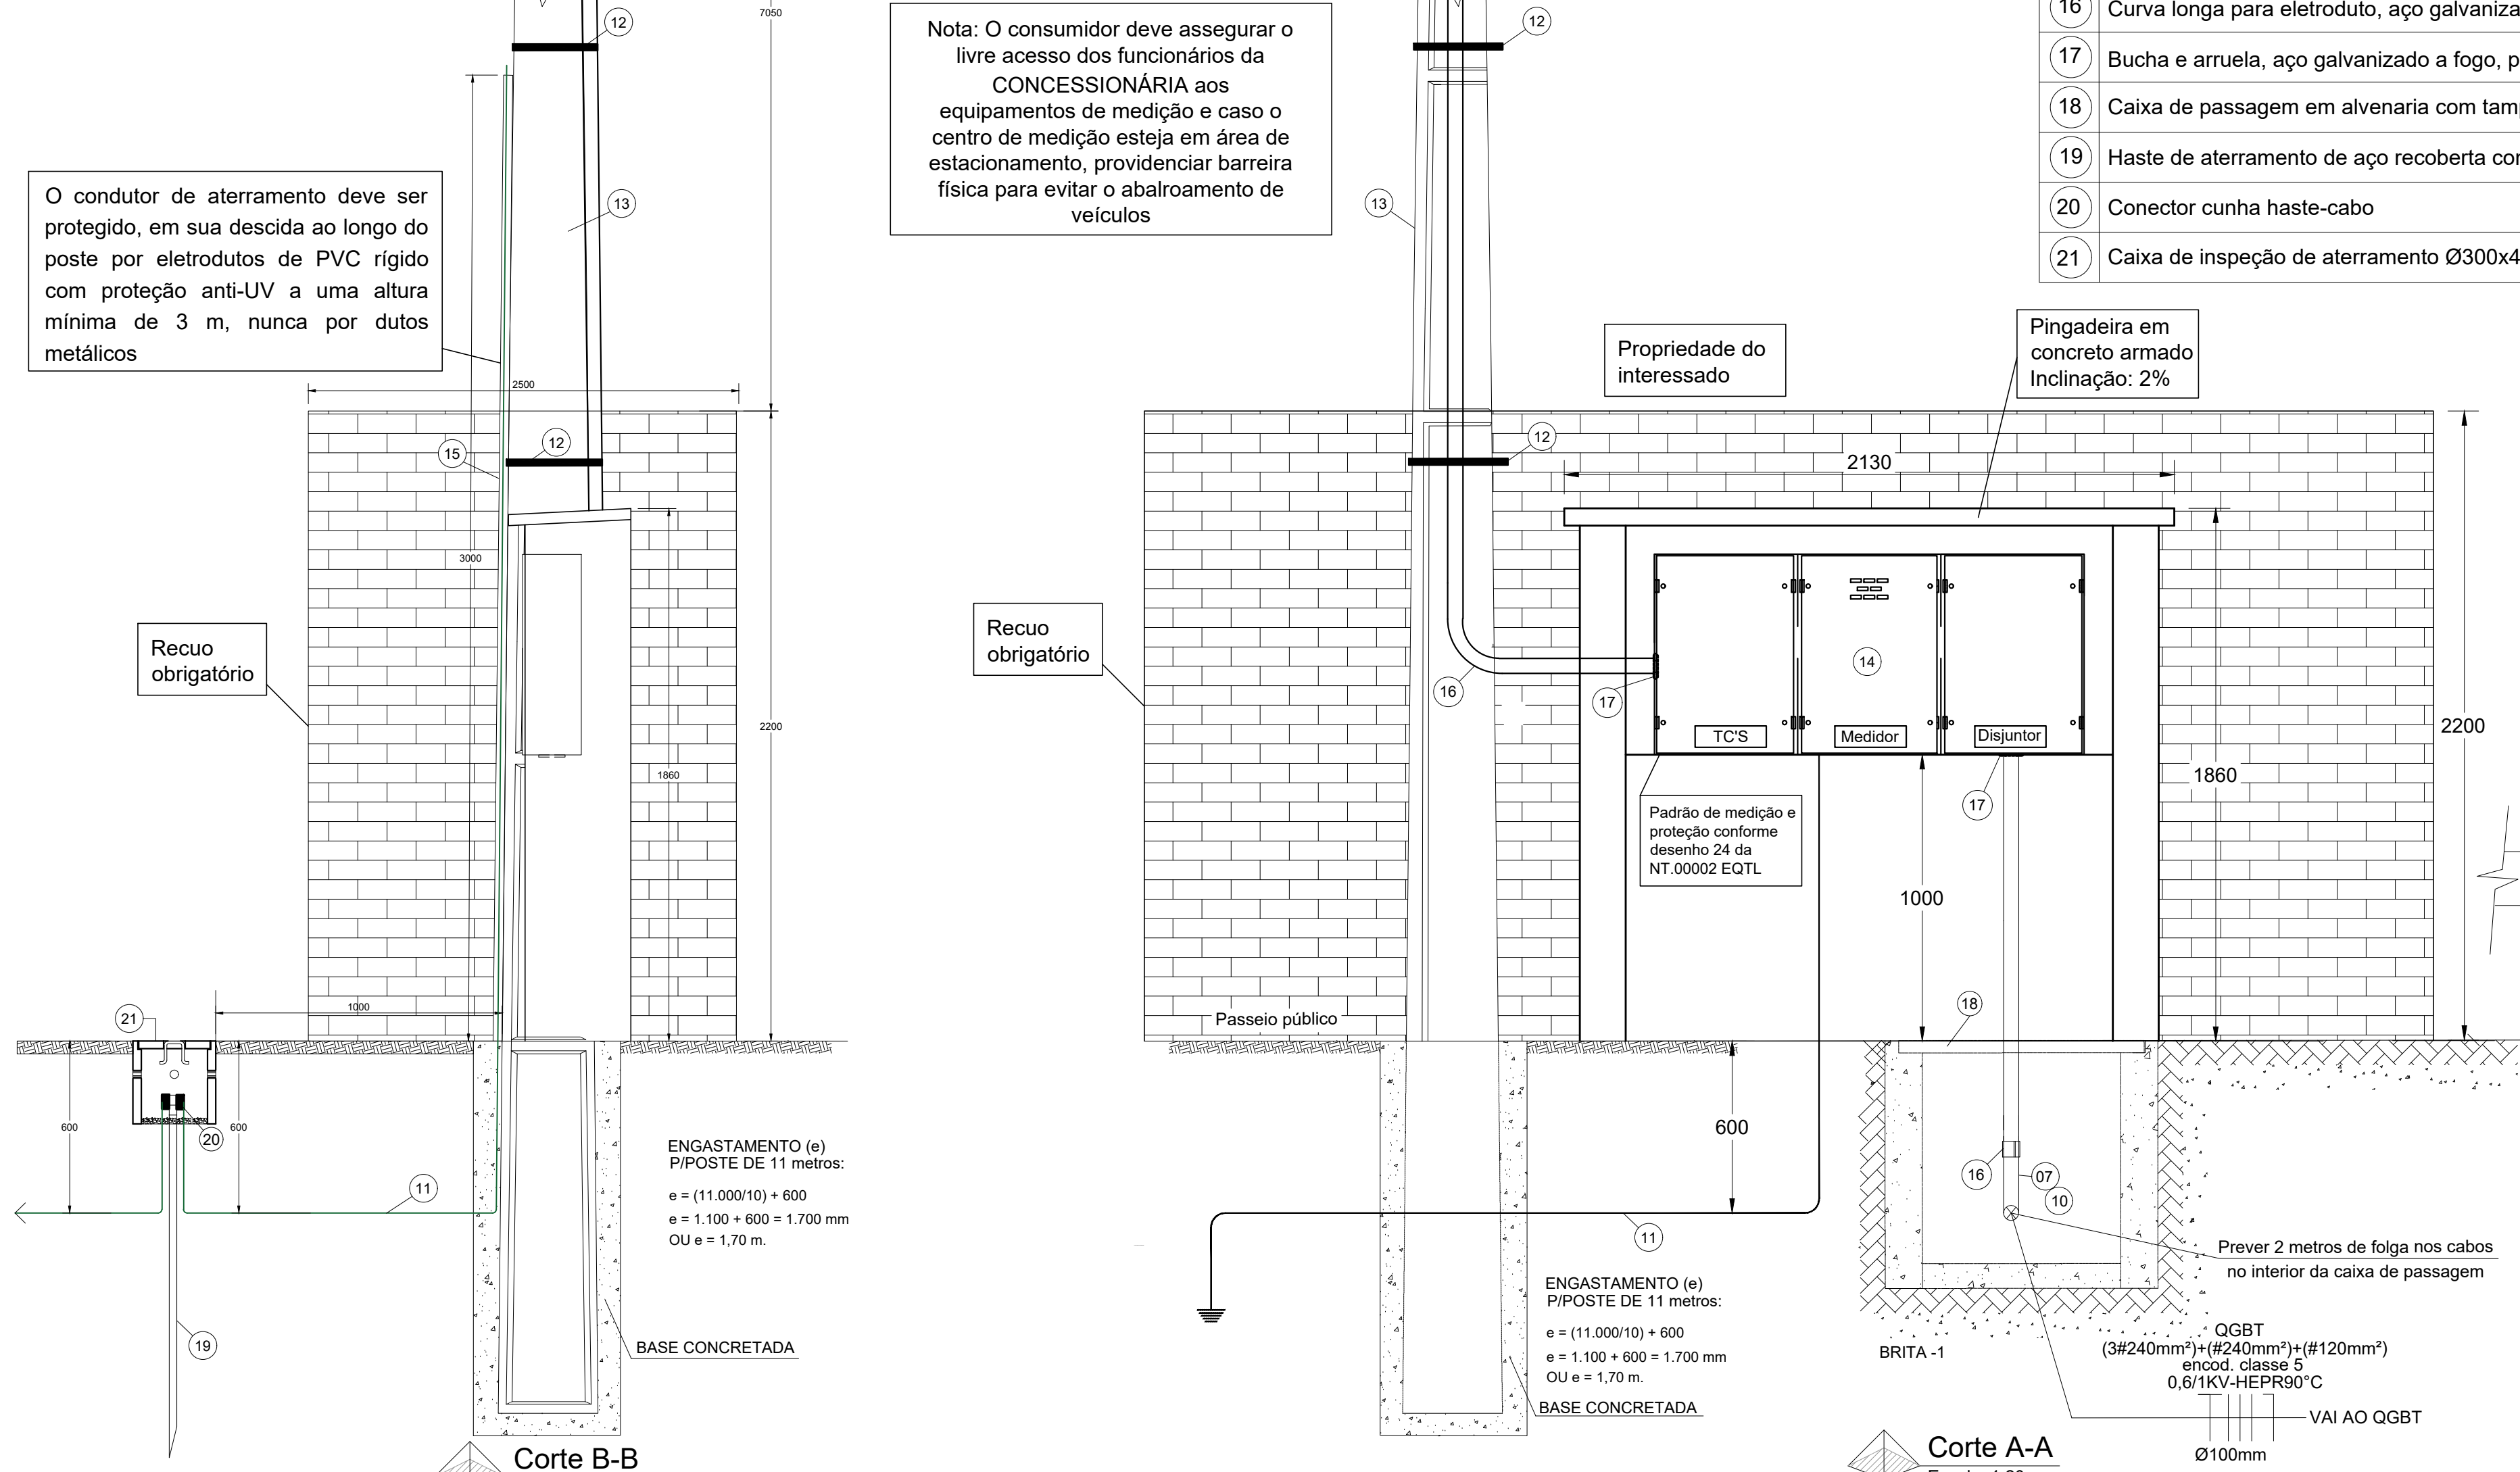 7050
12
Nota: O consumidor deve assegurar o
livre acesso dos funcionários da
CONCESSIONÁRIA aos
equipamentos de medição e caso o
centro de medição esteja em área de
estacionamento, providenciar barreira
física para evitar o abalroamento de
veículos
12
16 Curva longa para eletroduto, aço galvaniza
17 Bucha e arruela, aço galvanizado a fogo, p
18 Caixa de passagem em alvenaria com tam
19 Haste de aterramento de aço recoberta co
20 Conector cunha haste-cabo
21 Caixa de inspeção de aterramento Ø300x4
O condutor de aterramento deve ser
protegido, em sua descida ao longo do
poste por eletrodutos de PVC rígido
com proteção anti-UV a uma altura
mínima de 3 m, nunca por dutos
metálicos
13
13
2500
12
15
3000
Recuo
obrigatório
1860
2200
1000
21
600
20
600
11
19
ENGASTAMENTO (e)
P/POSTE DE 11 metros:
e = (11.000/10) + 600
e = 1.100 + 600 = 1.700 mm
OU e = 1,70 m.
BASE CONCRETADA
Corte B-B
Propriedade do
interessado
Pingadeira em
concreto armado
Inclinação: 2%
12
2130
Recuo
obrigatório
16
17
14
TC'S
Medidor
Disjuntor
Padrão de medição e
proteção conforme
desenho 24 da
NT.00002 EQTL
17
1000
1860
2200
Passeio público
18
600
16
07
10
11
Prever 2 metros de folga nos cabos
no interior da caixa de passagem
ENGASTAMENTO (e)
P/POSTE DE 11 metros:
e = (11.000/10) + 600
e = 1.100 + 600 = 1.700 mm
OU e = 1,70 m.
BASE CONCRETADA
BRITA -1
QGBT
(3#240mm²)+(#240mm²)+(#120mm²)
encod. classe 5
0,6/1KV-HEPR90°C
VAI AO QGBT
Ø100mm
Corte A-A